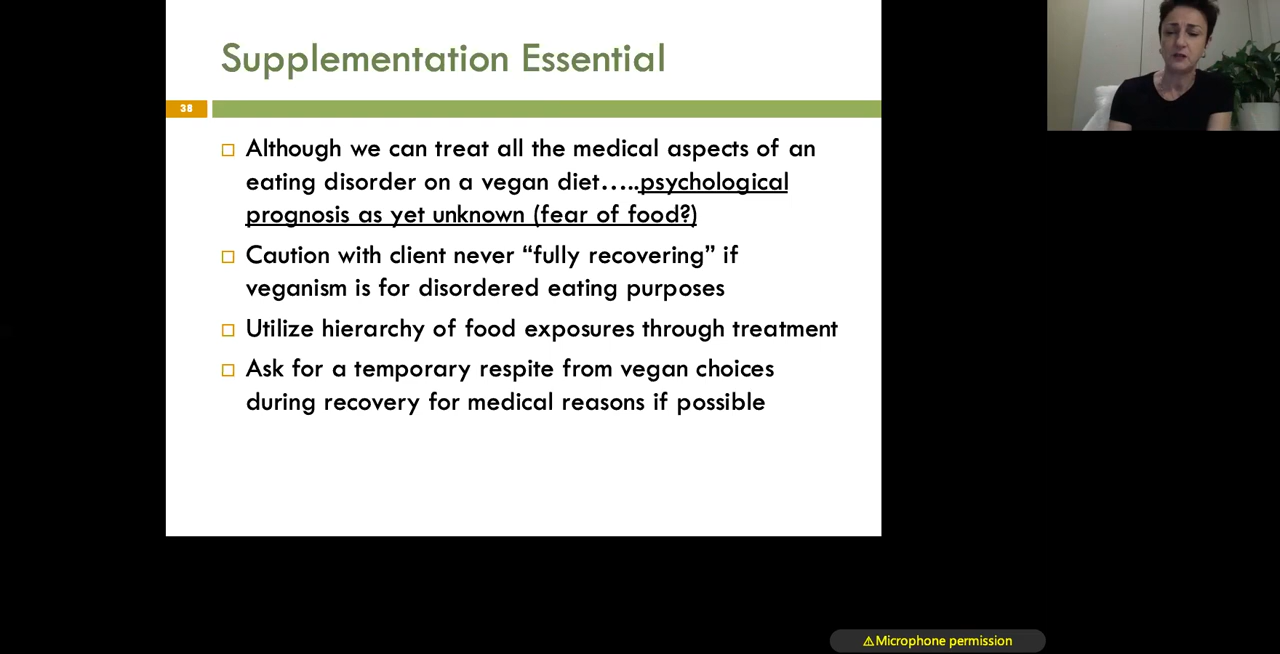 Supplementation Essential
38
Although we can treat all the medical aspects of an
eating disorder on a vegan diet…..psychological
prognosis as yet unknown (fear of food?)
Caution with client never “fully recovering” if
veganism is for disordered eating purposes
Utilize hierarchy of food exposures through treatment
Ask for a temporary respite from vegan choices
during recovery for medical reasons if possible
⚠Microphone permission